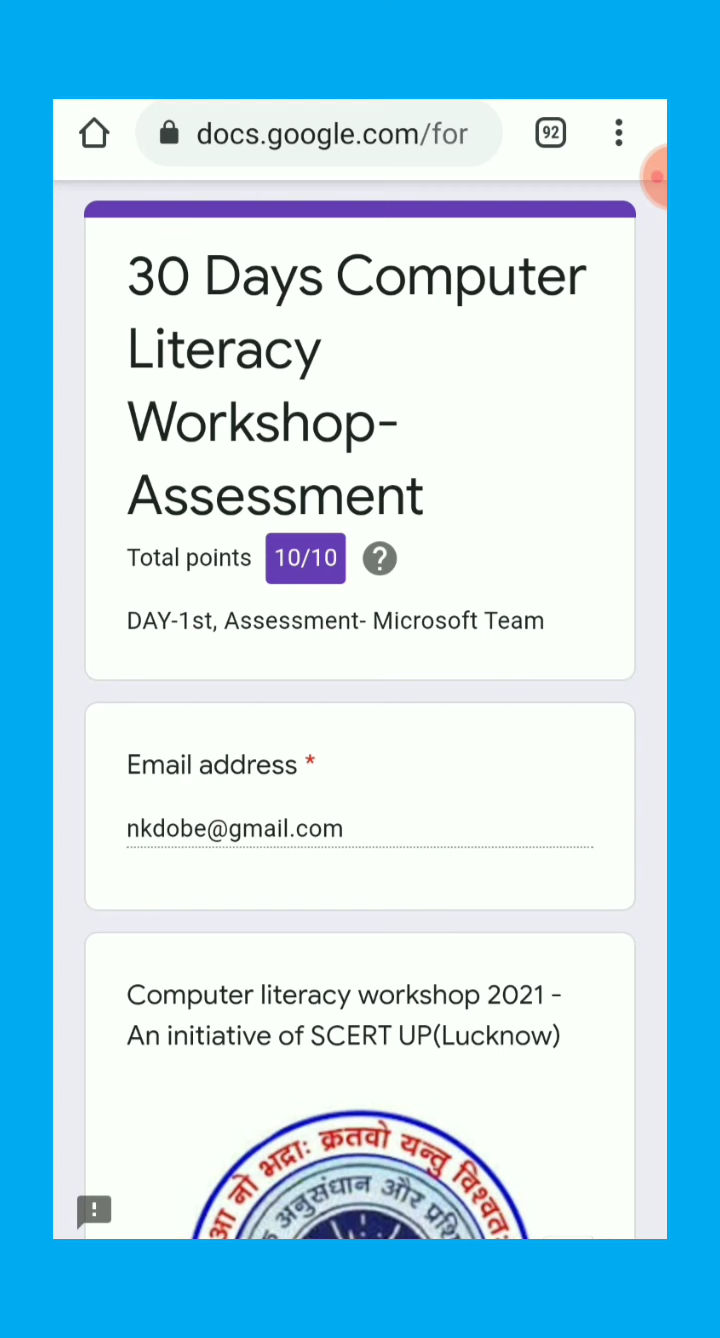 docs.google.com/for
92
30 Days Computer
Literacy
Workshop-
Assessment
Total points 10/10 ?
DAY-1st, Assessment- Microsoft Team
Email address *
nkdobe@gmail.com
Computer literacy workshop 2021 -
An initiative of SCERT UP(Lucknow)
आ नो भद्राः क्रतवो यन्तु विश्वतः
अनुसंधान और